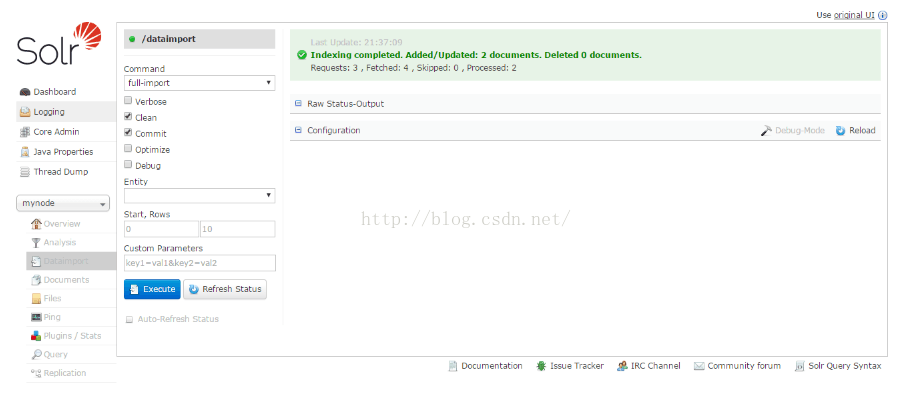 Use original UI
Solr
Dashboard
Logging
Core Admin
Java Properties
Thread Dump
mynode
Overview
Analysis
Dataimport
Documents
Files
Ping
Plugins / Stats
Query
Replication
/dataimport
Command
full-import
Verbose
Clean
Commit
Optimize
Debug
Entity
Start, Rows
0 10
Custom Parameters
key1=val1&key2=val2
Execute Refresh Status
Auto-Refresh Status
Last Update: 21:37:09
Indexing completed. Added/Updated: 2 documents. Deleted 0 documents.
Requests: 3 , Fetched: 4 , Skipped: 0 , Processed: 2
Raw Status-Output
Configuration Debug-Mode Reload
http://blog.csdn.net/
Documentation Issue Tracker IRC Channel Community forum Solr Query Syntax